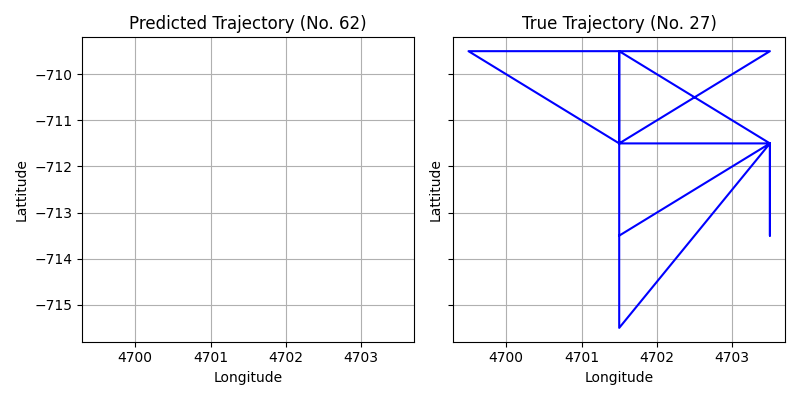 Predicted Trajectory (No. 62)
True Trajectory (No. 27)
Lattitude
−710
−711
−712
−713
−714
−715
4700
4701
4702
4703
Longitude
Lattitude
4700
4701
4702
4703
Longitude